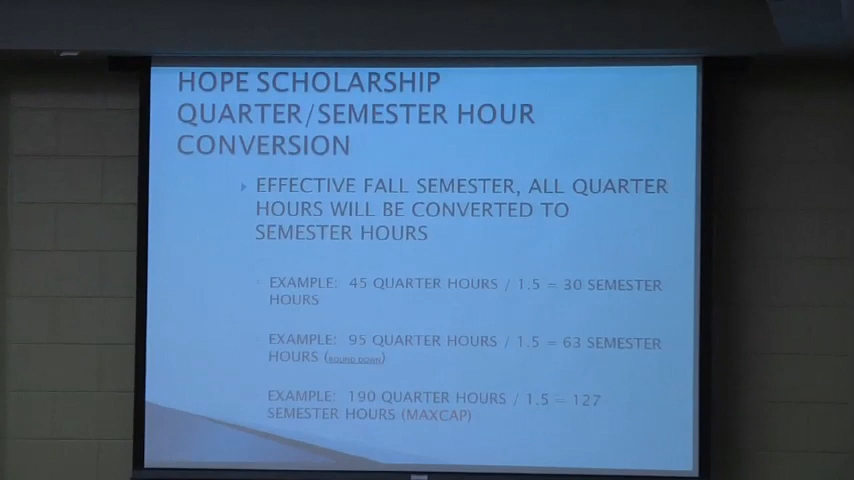 HOPE SCHOLARSHIP
QUARTER/SEMESTER HOUR
CONVERSION
EFFECTIVE FALL SEMESTER, ALL QUARTER
HOURS WILL BE CONVERTED TO
SEMESTER HOURS
EXAMPLE: 45 QUARTER HOURS / 1.5 = 30 SEMESTER
HOURS
EXAMPLE: 95 QUARTER HOURS / 1.5 = 63 SEMESTER
HOURS (ROUND DOWN)
EXAMPLE: 190 QUARTER HOURS / 1.5 = 127
SEMESTER HOURS (MAXCAP)